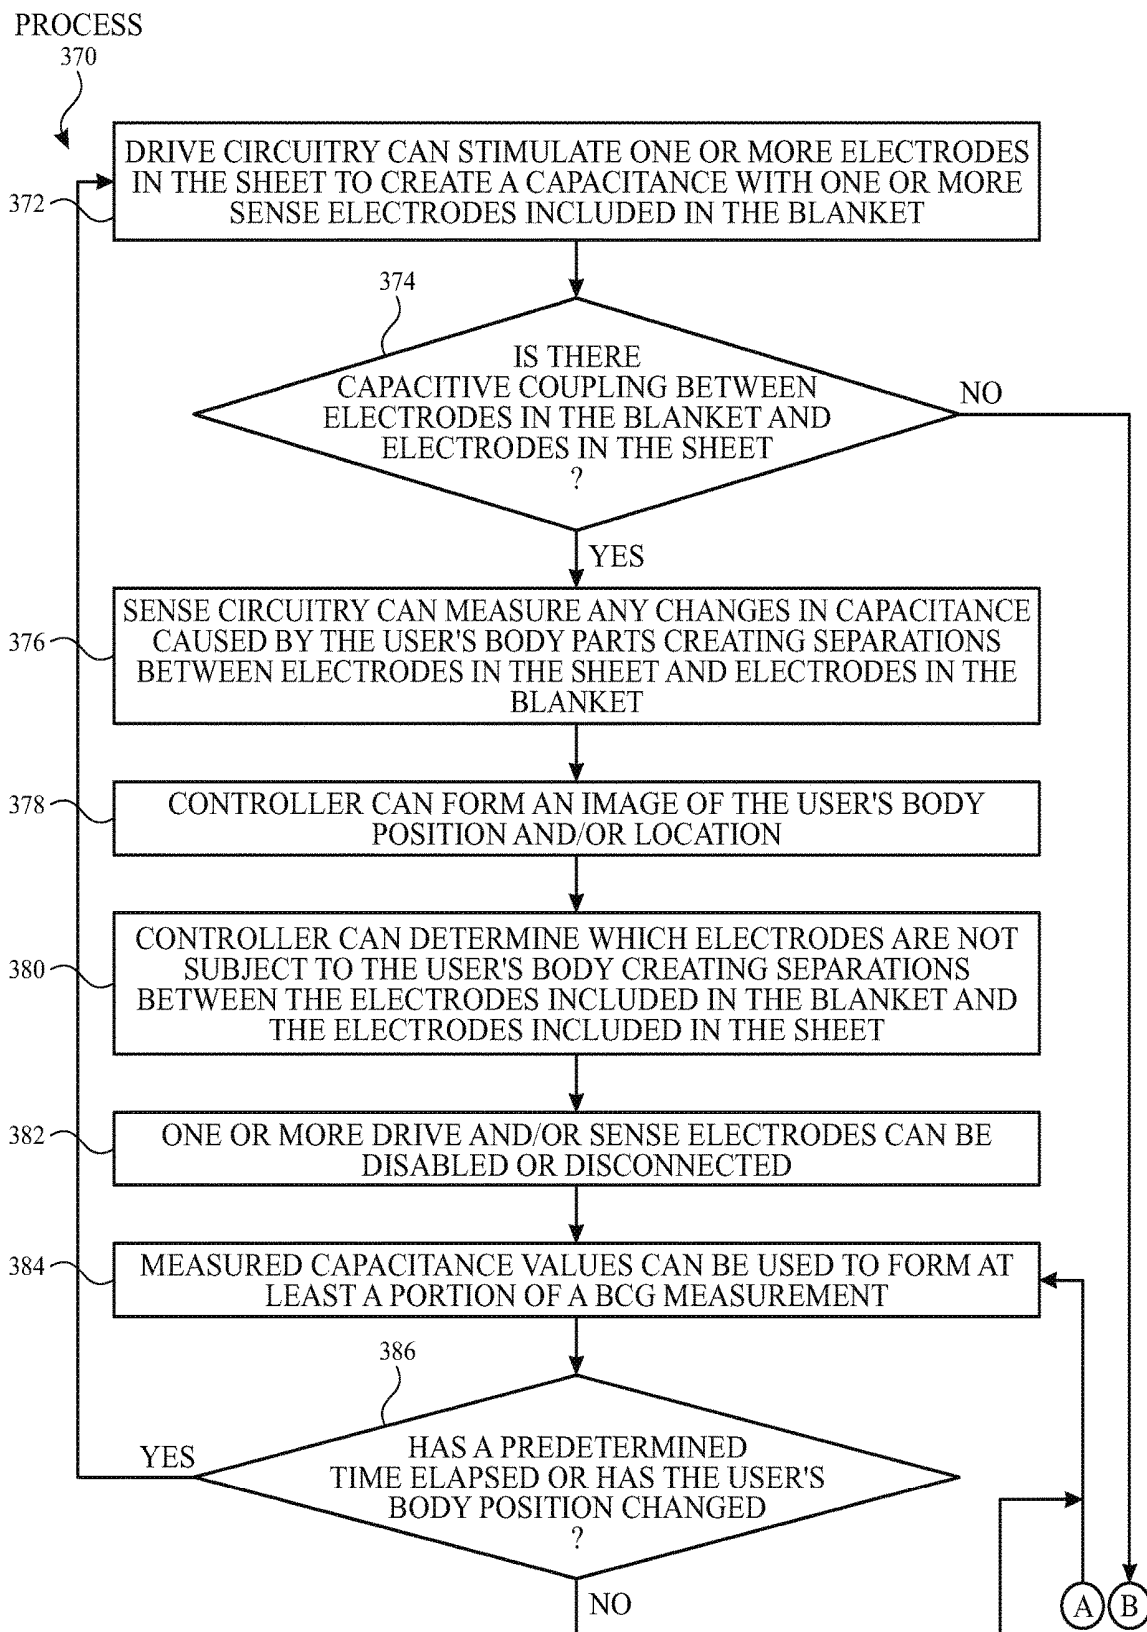 PROCESS
370
372
DRIVE CIRCUITRY CAN STIMULATE ONE OR MORE ELECTRODES
IN THE SHEET TO CREATE A CAPACITANCE WITH ONE OR MORE
SENSE ELECTRODES INCLUDED IN THE BLANKET
374
IS THERE
CAPACITIVE COUPLING BETWEEN
ELECTRODES IN THE BLANKET AND
ELECTRODES IN THE SHEET
?
NO
YES
376
SENSE CIRCUITRY CAN MEASURE ANY CHANGES IN CAPACITANCE
CAUSED BY THE USER'S BODY PARTS CREATING SEPARATIONS
BETWEEN ELECTRODES IN THE SHEET AND ELECTRODES IN THE
BLANKET
378
CONTROLLER CAN FORM AN IMAGE OF THE USER'S BODY
POSITION AND/OR LOCATION
380
CONTROLLER CAN DETERMINE WHICH ELECTRODES ARE NOT
SUBJECT TO THE USER'S BODY CREATING SEPARATIONS
BETWEEN THE ELECTRODES INCLUDED IN THE BLANKET AND
THE ELECTRODES INCLUDED IN THE SHEET
382
ONE OR MORE DRIVE AND/OR SENSE ELECTRODES CAN BE
DISABLED OR DISCONNECTED
384
MEASURED CAPACITANCE VALUES CAN BE USED TO FORM AT
LEAST A PORTION OF A BCG MEASUREMENT
386
YES
HAS A PREDETERMINED
TIME ELAPSED OR HAS THE USER'S
BODY POSITION CHANGED
?
NO
A
B